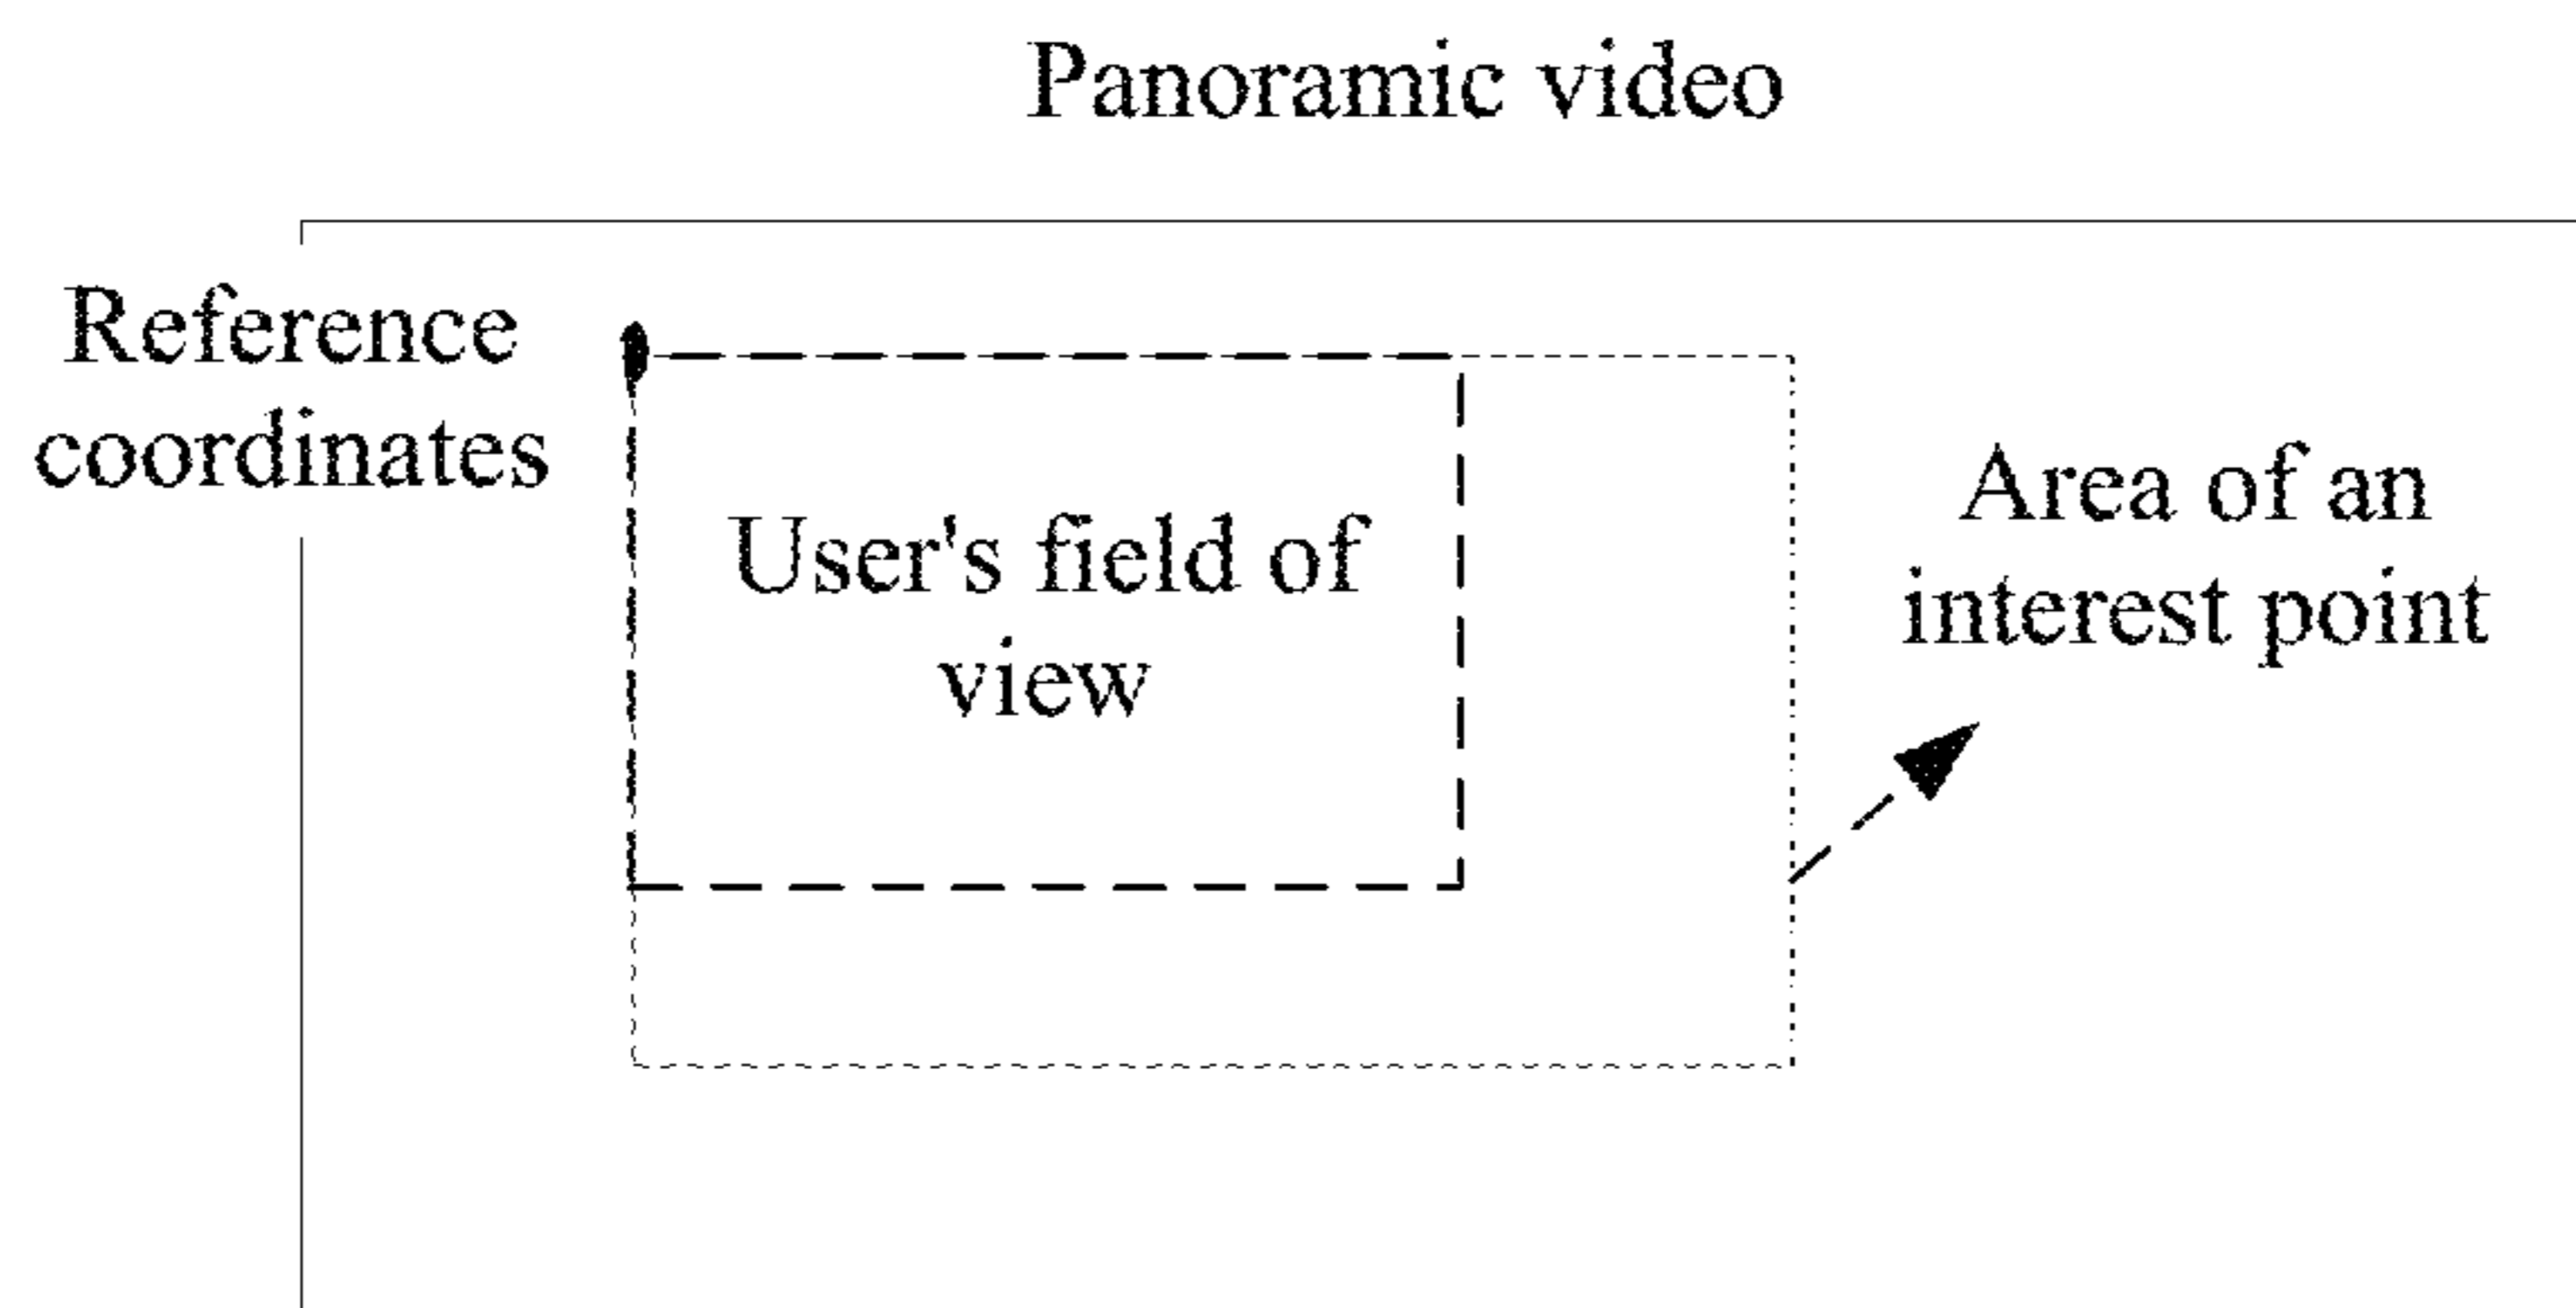 Panoramic video
Reference
coordinates
User's field of
view
Area of an
interest point